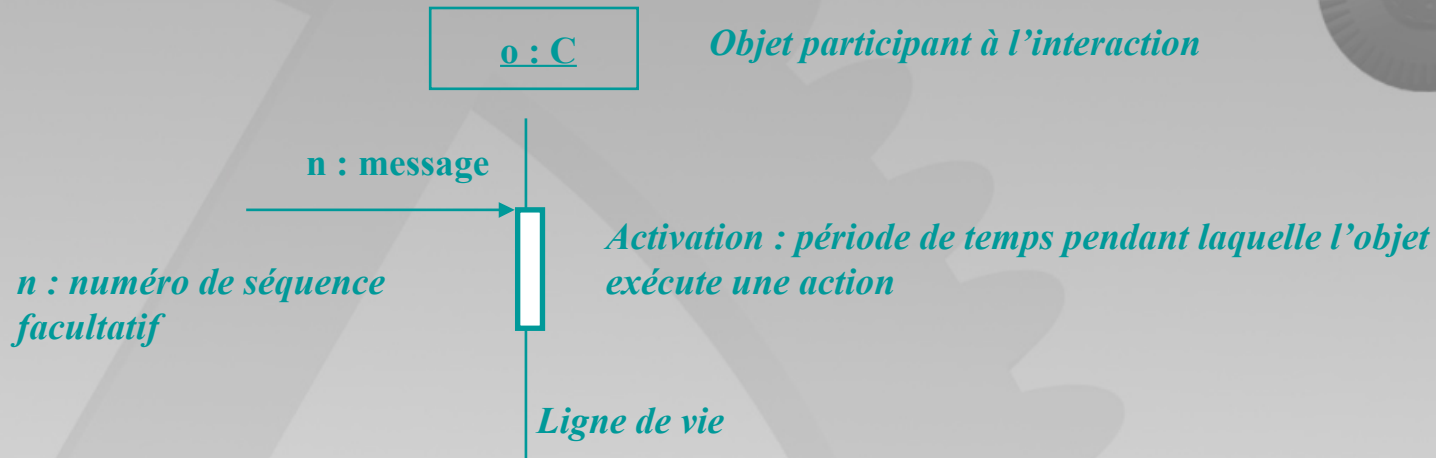 o : C
Objet participant à l’interaction
n : message
Activation : période de temps pendant laquelle l’objet
exécute une action
n : numéro de séquence
facultatif
Ligne de vie